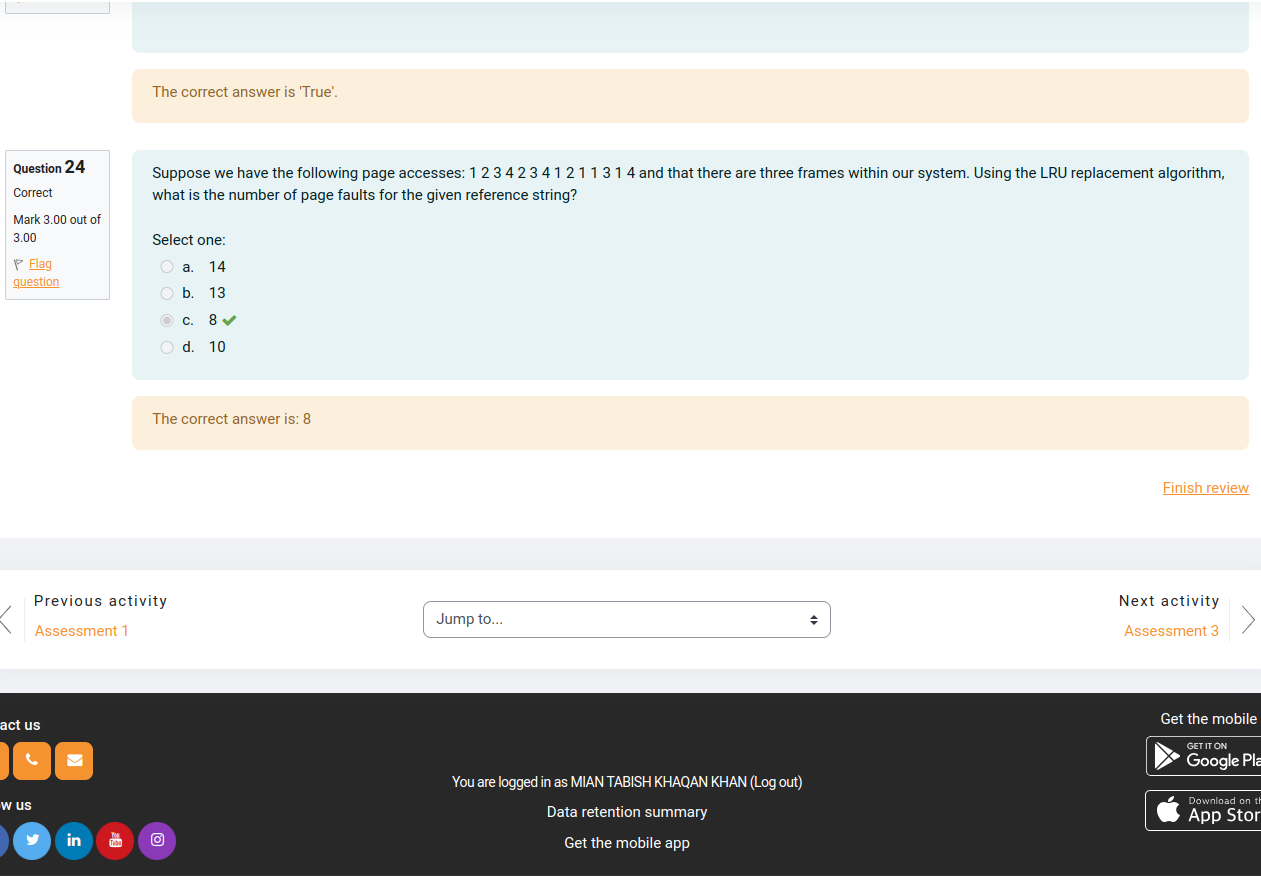 The correct answer is 'True'.
Question 24
Correct
Mark 3.00 out of
3.00
Flag
question
Suppose we have the following page accesses: 1 2 3 4 2 3 4 1 2 1 1 3 1 4 and that there are three frames within our system. Using the LRU replacement algorithm,
what is the number of page faults for the given reference string?
Select one:
a. 14
b. 13
c. 8
d. 10
The correct answer is: 8
Finish review
Previous activity
Assessment 1
Jump to...
Next activity
Assessment 3
act us
w us
You are logged in as MIAN TABISH KHAQAN KHAN (Log out)
Data retention summary
Get the mobile app
Get the mobile
GET IT ON
Google Pla
Download on th
App Stor
You
Tube
in